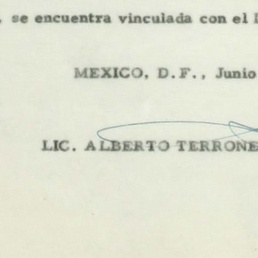 , se encuentra vinculada con el
MEXICO, D.F., Junio
LIC. ALBERTO TERRONE